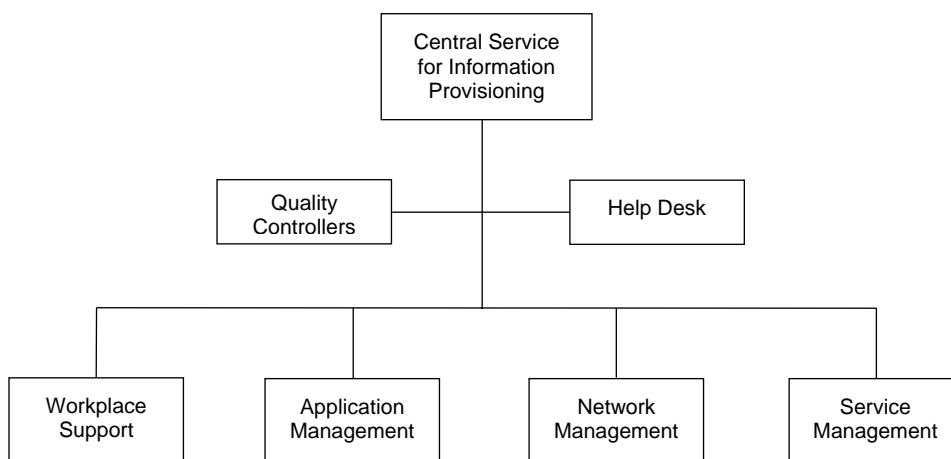 Central Service
for Information
Provisioning
Quality
Controllers
Help Desk
Workplace
Support
Application
Management
Network
Management
Service
Management